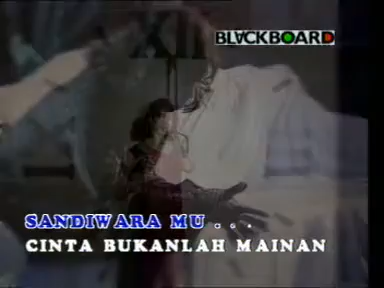 BLACKBOARD
SANDIWARA MU . . .
CINTA BUKANLAH MAINAN